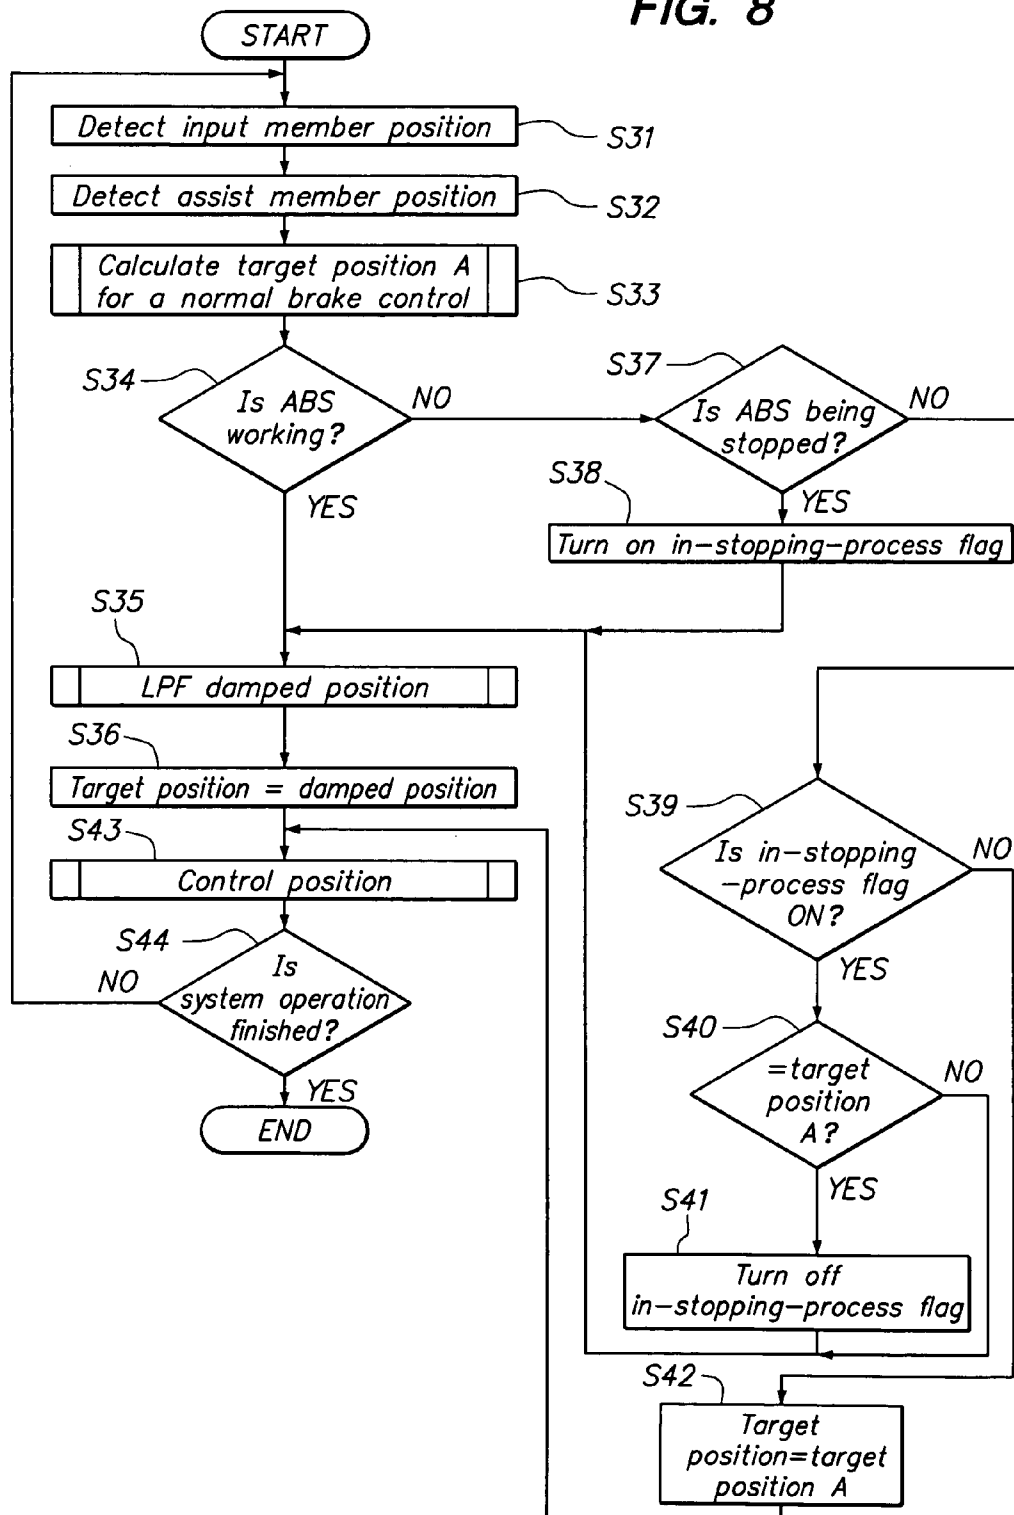 FIG. 8
START
Detect input member position
S31
Detect assist member position
S32
Calculate target position A
for a normal brake control
S33
S34
Is ABS
working?
NO
YES
S37
Is ABS being
stopped?
NO
YES
S38
Turn on in-stopping-process flag
S35
LPF damped position
S36
Target position = damped position
S43
Control position
S44
Is
system operation
finished?
NO
YES
END
S39
Is in-stopping
-process flag
ON?
NO
YES
S40
=target
position
A?
NO
YES
S41
Turn off
in-stopping-process flag
S42
Target
position=target
position A